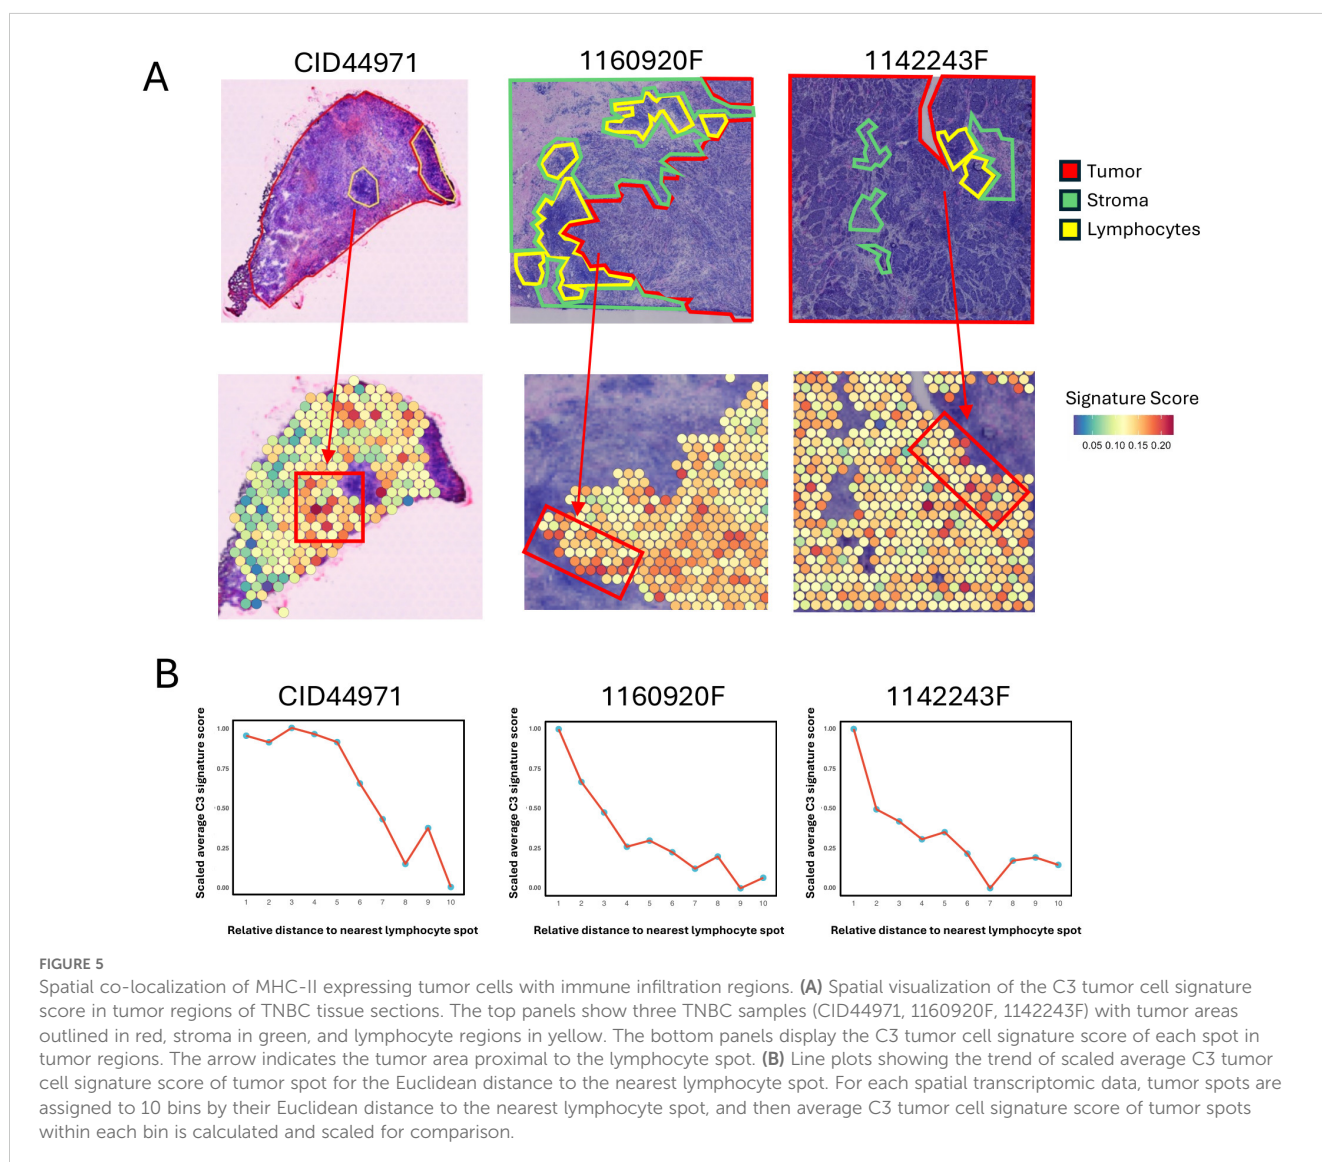 A
CID44971
1160920F
1142243F
Tumor
Stroma
Lymphocytes
Signature Score
0.05 0.10 0.15 0.20
B
CID44971
1160920F
1142243F
Scaled average C3 signature score
1.00
0.75
0.50
0.25
0.00
1 2 3 4 5 6 7 8 9 10
Relative distance to nearest lymphocyte spot
Scaled average C3 signature score
1.00
0.75
0.50
0.25
0.00
1 2 3 4 5 6 7 8 9 10
Relative distance to nearest lymphocyte spot
Scaled average C3 signature score
1.00
0.75
0.50
0.25
0.00
1 2 3 4 5 6 7 8 9 10
Relative distance to nearest lymphocyte spot
FIGURE 5
Spatial co-localization of MHC-II expressing tumor cells with immune infiltration regions. (A) Spatial visualization of the C3 tumor cell signature
score in tumor regions of TNBC tissue sections. The top panels show three TNBC samples (CID44971, 1160920F, 1142243F) with tumor areas
outlined in red, stroma in green, and lymphocyte regions in yellow. The bottom panels display the C3 tumor cell signature score of each spot in
tumor regions. The arrow indicates the tumor area proximal to the lymphocyte spot. (B) Line plots showing the trend of scaled average C3 tumor
cell signature score of tumor spot for the Euclidean distance to the nearest lymphocyte spot. For each spatial transcriptomic data, tumor spots are
assigned to 10 bins by their Euclidean distance to the nearest lymphocyte spot, and then average C3 tumor cell signature score of tumor spots
within each bin is calculated and scaled for comparison.